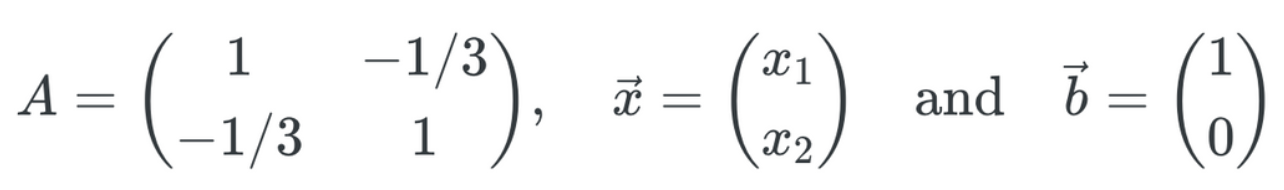 $A = \begin{pmatrix} 1 & -1/3 \\ -1/3 & 1 \end{pmatrix}, \quad \vec{x} = \begin{pmatrix} x_1 \\ x_2 \end{pmatrix} \quad \text{and} \quad \vec{b} = \begin{pmatrix} 1 \\ 0 \end{pmatrix}$